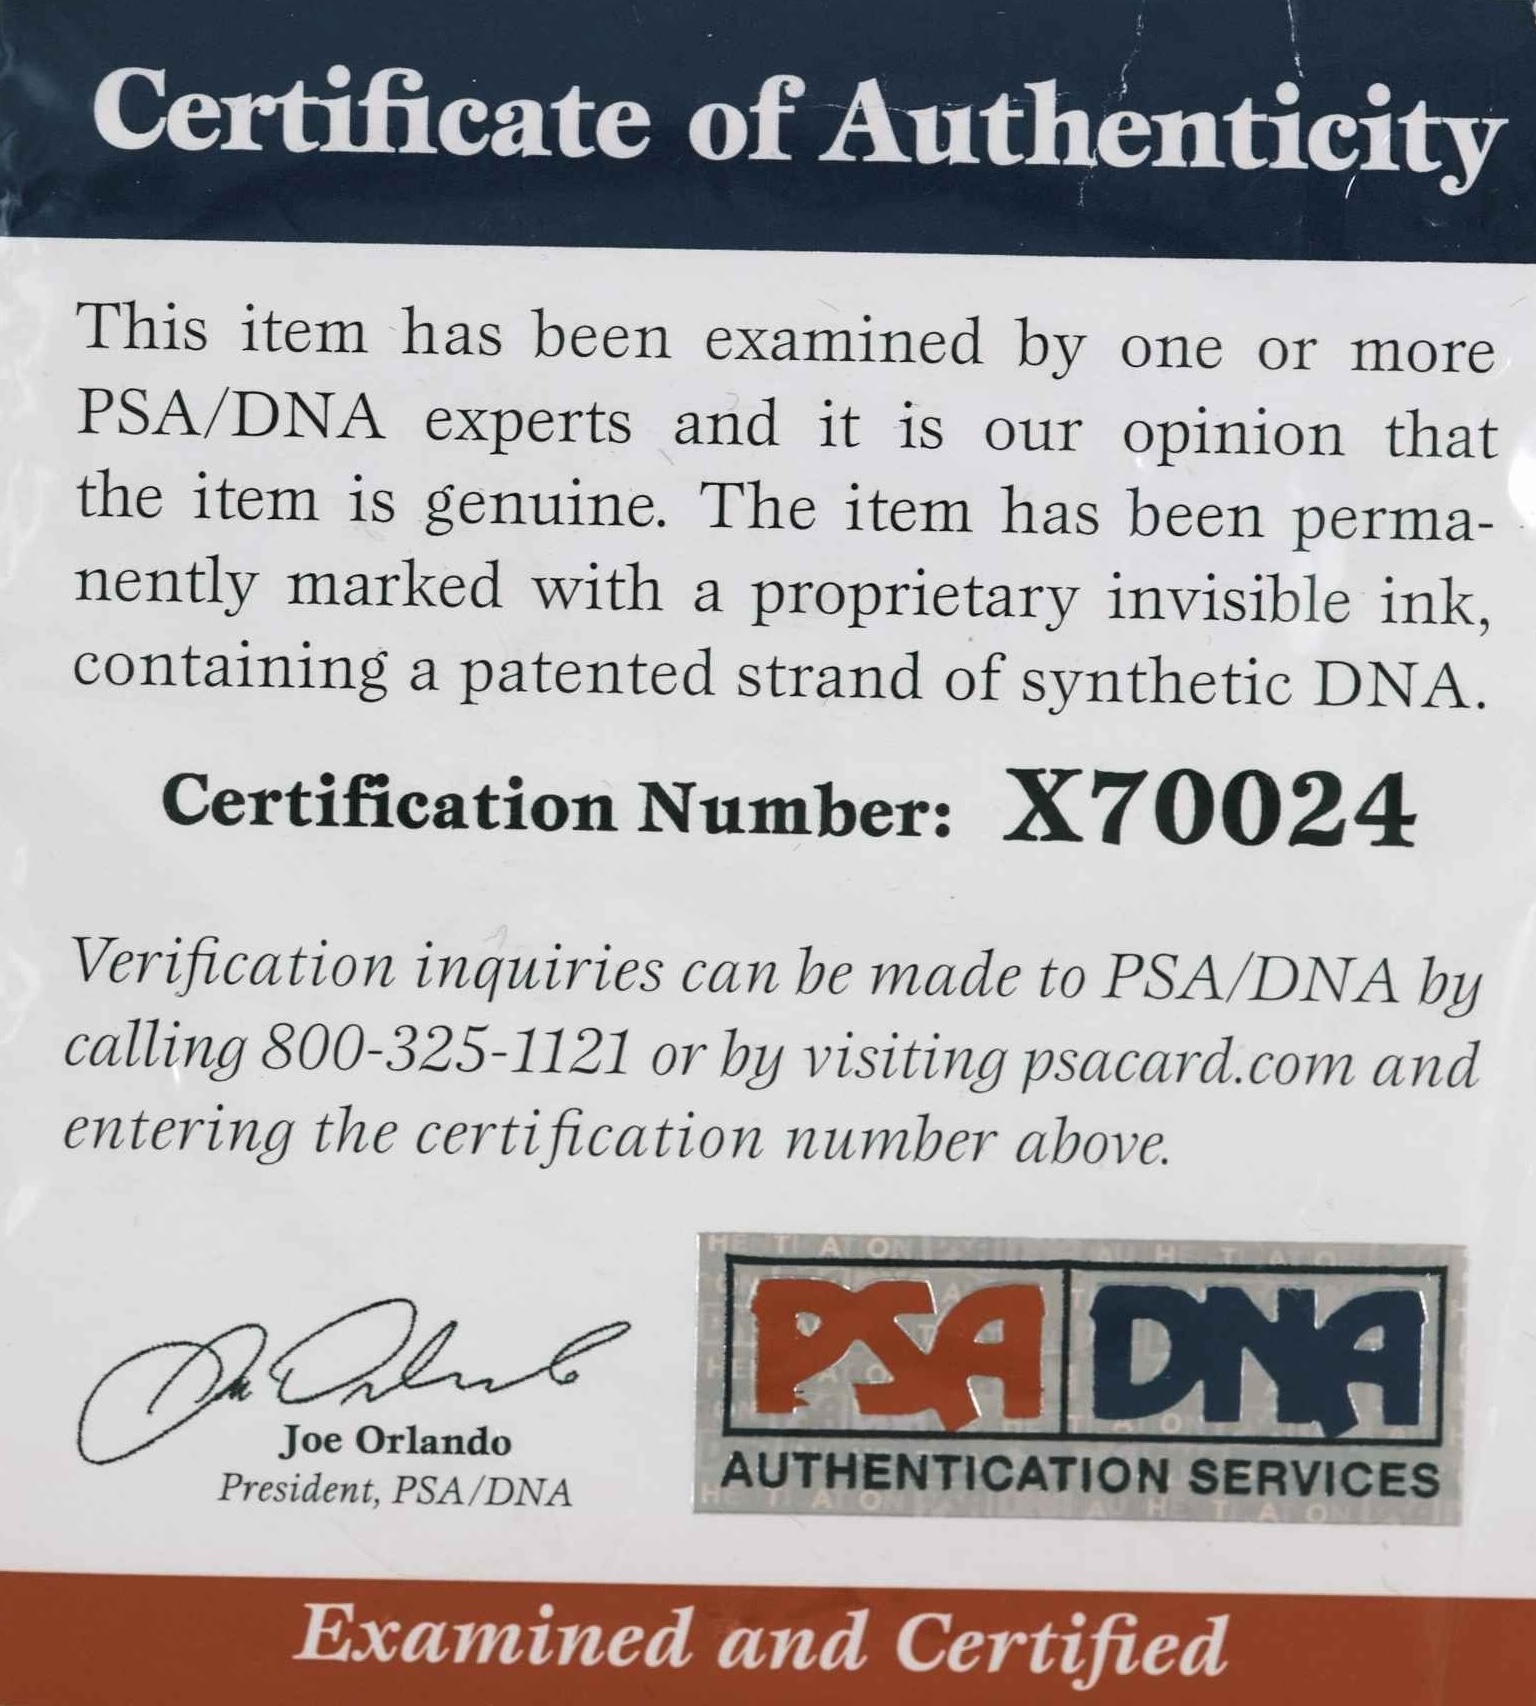 Certificate of Authenticity
This item has been examined by one or more
PSA/DNA experts and it is our opinion that
the item is genuine. The item has been perma-
nently marked with a proprietary invisible ink,
containing a patented strand of synthetic DNA.
Certification Number: X70024
Verification inquiries can be made to PSA/DNA by
calling 800-325-1121 or by visiting psacard.com and
entering the certification number above.
Joe Orlando
President, PSA/DNA
PSA DNA
AUTHENTICATION SERVICES
Examined and Certified